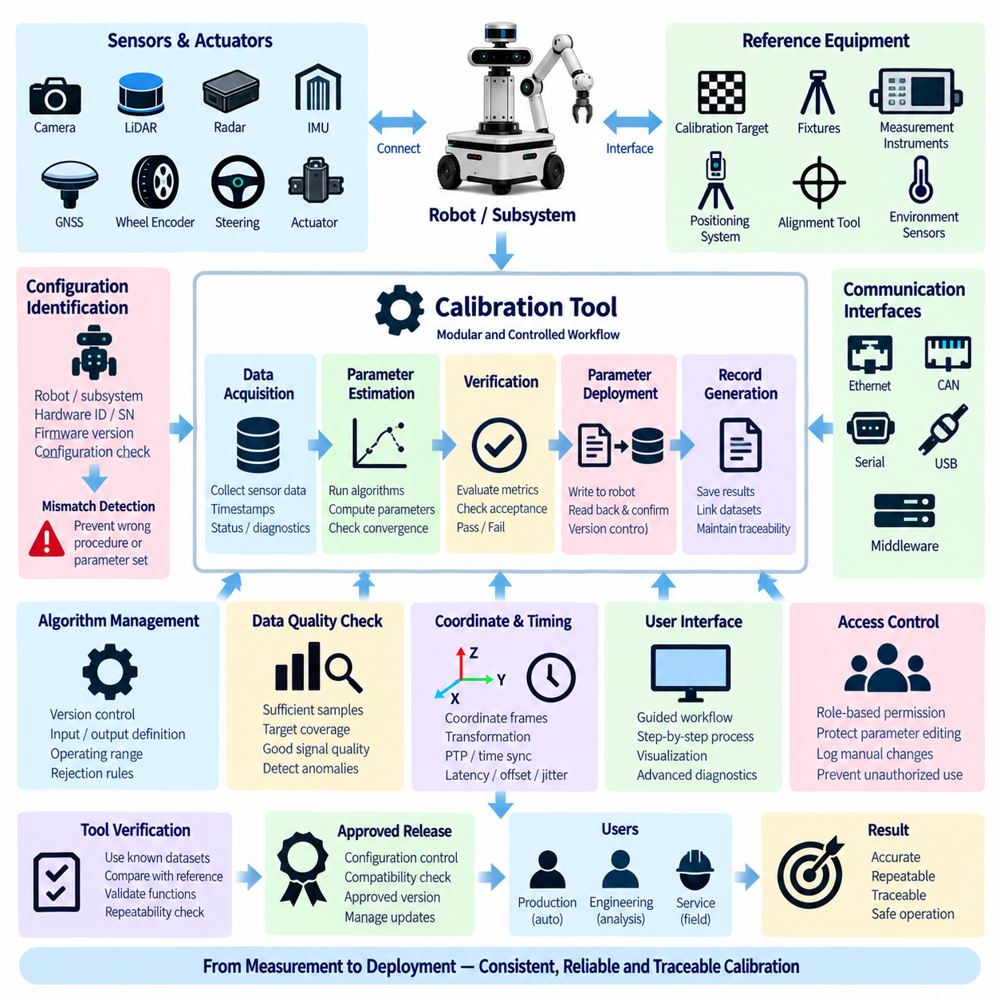 Sensors & Actuators
Camera
LiDAR
Radar
IMU
GNSS
Wheel Encoder
Steering
Actuator
Connect
Robot / Subsystem
Interface
Reference Equipment
Calibration Target
Fixtures
Measurement
Instruments
Positioning
System
Alignment Tool
Environment
Sensors
Configuration
Identification
Robot / subsystem
Hardware ID / SN
Firmware version
Configuration check
Mismatch Detection
Prevent wrong
procedure or
parameter set
Calibration Tool
Modular and Controlled Workflow
Data
Acquisition
Collect sensor data
Timestamps
Status / diagnostics
Parameter
Estimation
Run algorithms
Compute parameters
Check convergence
Verification
Evaluate metrics
Check acceptance
Pass / Fail
Parameter
Deployment
Write to robot
Read back & confirm
Version contro)
Record
Generation
Save results
Link datasets
Maintain traceability
Communication
Interfaces
Ethernet
CAN
Serial
USB
Middleware
Algorithm Management
Version control
Input / output definition
Operating range
Rejection rules
Data Quality Check
Sufficient samples
Target coverage
Good signal quality
Detect anomalies
Coordinate & Timing
Z
Y
X
Coordinate frames
Transformation
PTP / time sync
Latency / offset / jitter
User Interface
Guided workflow
Step-by-step process
Visualization
Advanced diagnostics
Access Control
Role-based permission
Protect parameter editing
Log manual changes
Prevent unauthorized use
Tool Verification
Use known datasets
Compare with reference
Validate functions
Repeatability check
Approved Release
Configuration control
Compatibility check
Approved version
Manage updates
Users
Production
(auto)
Engineering
(analysis)
Service
(field)
Result
Accurate
Repeatable
Traceable
Safe operation
From Measurement to Deployment — Consistent, Reliable and Traceable Calibration